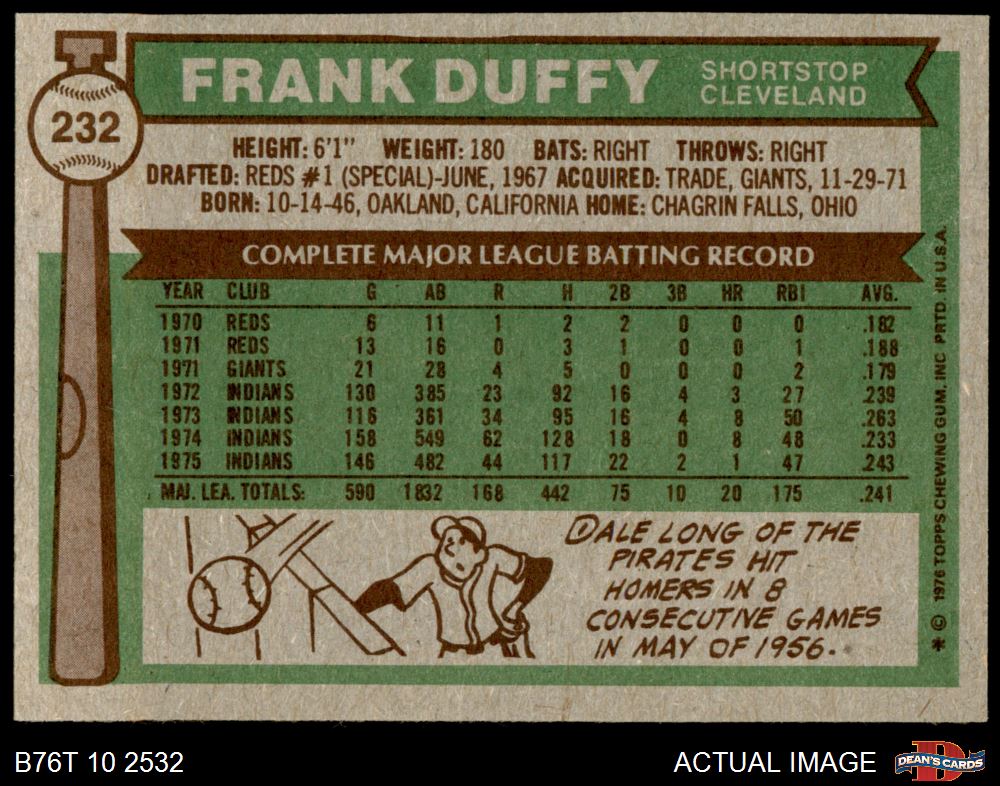 232
FRANK DUFFY SHORTSTOP
CLEVELAND
HEIGHT: 6'1" WEIGHT: 180 BATS: RIGHT THROWS: RIGHT
DRAFTED: REDS #1 (SPECIAL)-JUNE, 1967 ACQUIRED: TRADE, GIANTS, 11-29-71
BORN: 10-14-46, OAKLAND, CALIFORNIA HOME: CHAGRIN FALLS, OHIO
COMPLETE MAJOR LEAGUE BATTING RECORD
YEAR CLUB G AB R H 2B 3B HR RBI AVG.
1970 REDS 6 11 1 2 2 0 0 0 .182
1971 REDS 13 16 0 3 1 0 0 1 .188
1971 GIANTS 21 28 4 5 0 0 0 2 .179
1972 INDIANS 130 385 23 92 16 4 3 27 .239
1973 INDIANS 116 361 34 95 16 4 8 50 .263
1974 INDIANS 158 549 62 128 18 0 8 48 .233
1975 INDIANS 146 482 44 117 22 2 1 47 .243
MAJ. LEA. TOTALS: 590 1832 168 442 75 10 20 175 .241
DALE LONG OF THE
PIRATES HIT
HOMERS IN 8
CONSECUTIVE GAMES
IN MAY OF 1956.
* © 1976 TOPPS CHEWING GUM, INC. PRTD. IN U.S.A.
B76T 10 2532 ACTUAL IMAGE
DEAN'S CARDS